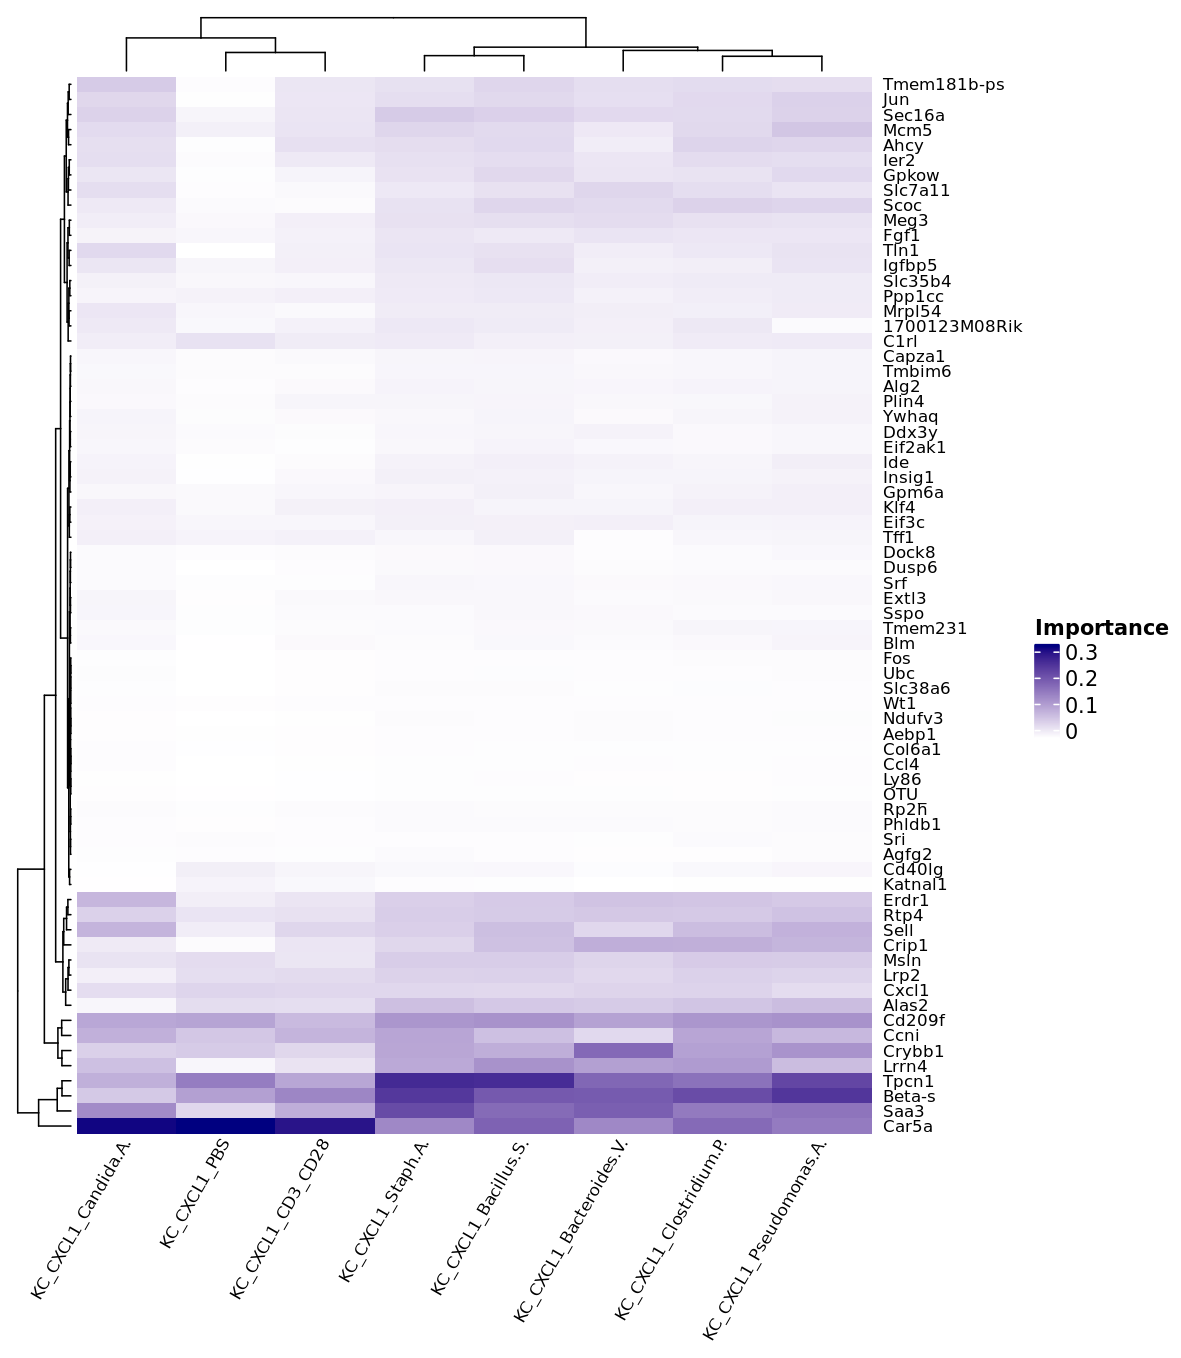 Tmem181b-ps
Jun
Sec16a
Mcm5
Ahcy
Ier2
Gpkow
Slc7a11
Scoc
Meg3
Fgf1
Tln1
Igfbp5
Slc35b4
Ppp1cc
Mrpl54
1700123M08Rik
C1rl
Capza1
Tmbim6
Alg2
Plin4
Ywhaq
Ddx3y
Eif2ak1
Ide
Insig1
Gpm6a
Klf4
Eif3c
Tff1
Dock8
Dusp6
Srf
Extl3
Sspo
Tmem231
Blm
Fos
Ubc
Slc38a6
Wt1
Ndufv3
Aebp1
Col6a1
Ccl4
Ly86
OTU
Rp2h
Phldb1
Sri
Agfg2
Cd40lg
Katnal1
Erdr1
Rtp4
Sell
Crip1
Msln
Lrp2
Cxcl1
Alas2
Cd209f
Ccni
Crybb1
Lrrn4
Tpcn1
Beta-s
Saa3
Car5a
Importance
0.3
0.2
0.1
0
KC_CXCL1_Candida.A.
KC_CXCL1_PBS
KC_CXCL1_CD3_CD28
KC_CXCL1_Staph.A.
KC_CXCL1_Bacillus.S.
KC_CXCL1_Bacteroides.V.
KC_CXCL1_Clostridium.P.
KC_CXCL1_Pseudomonas.A.